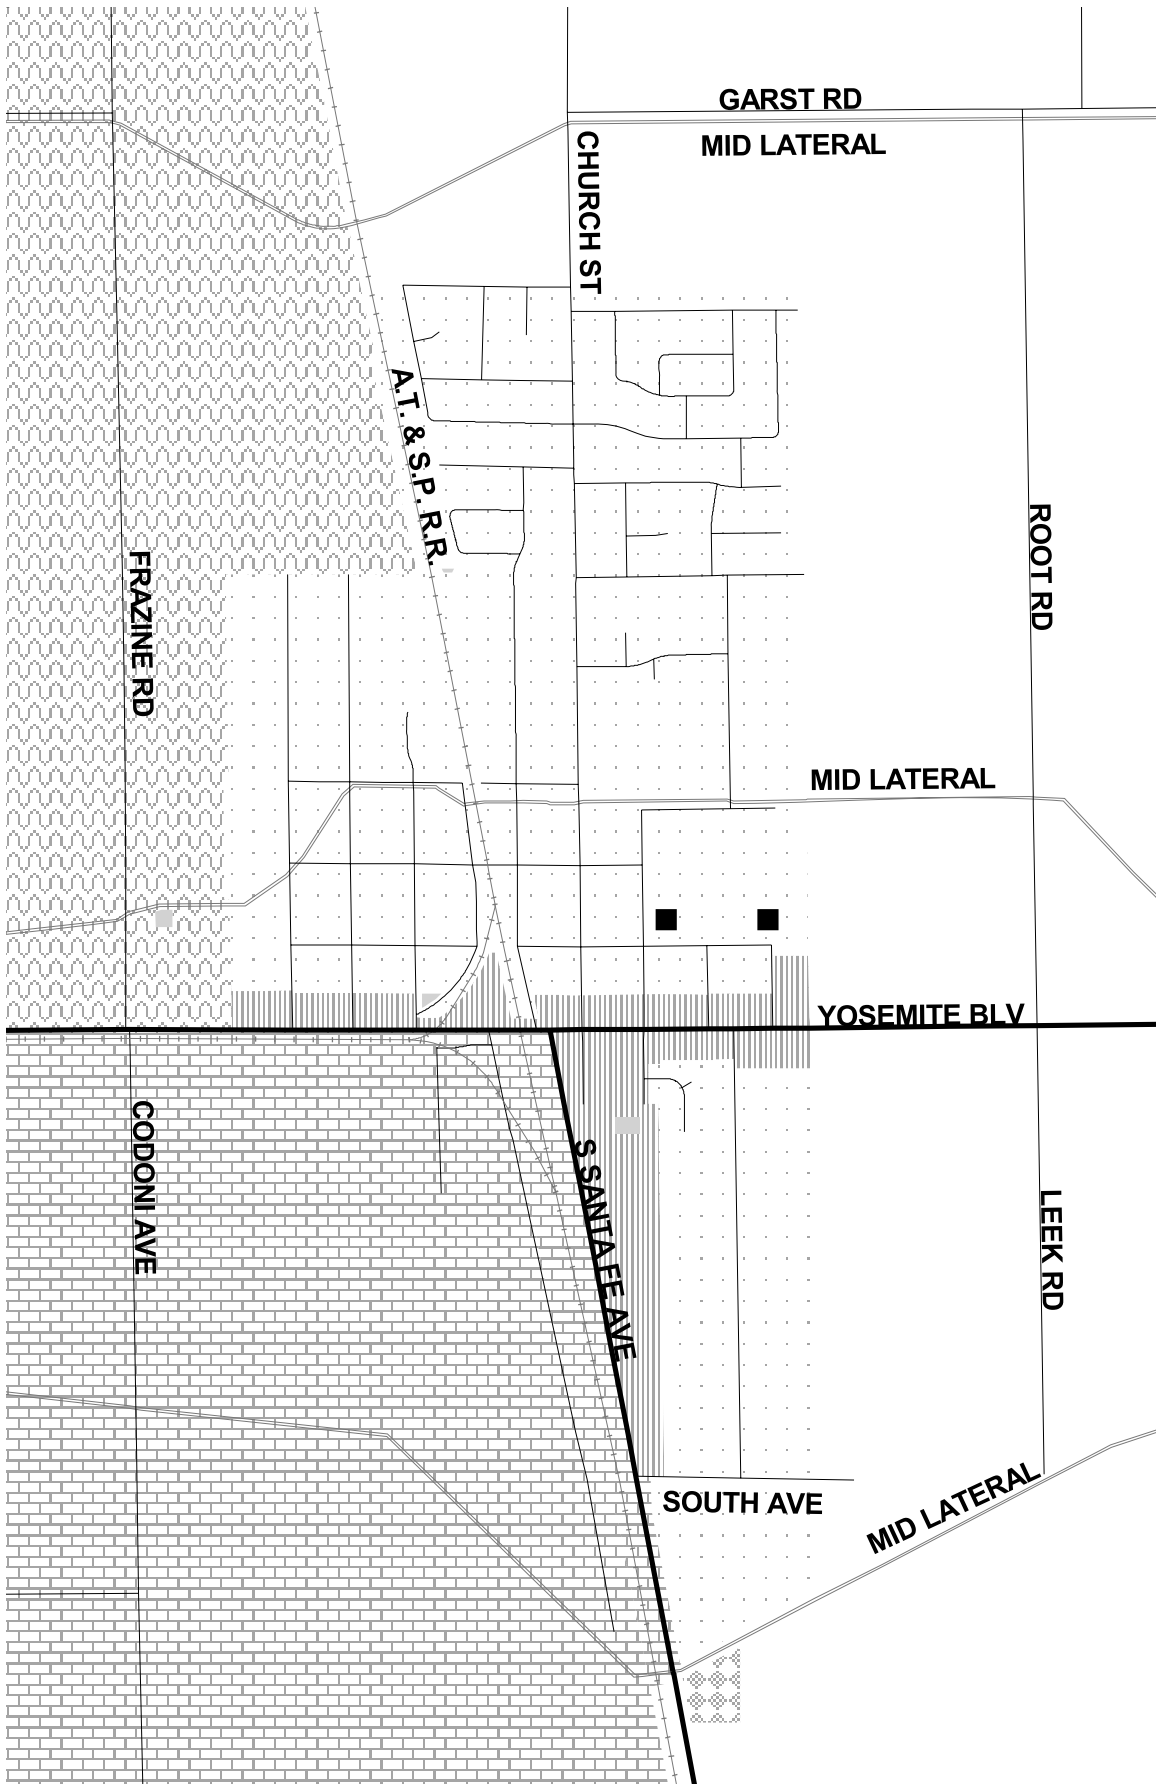 GARST RD
MID LATERAL
CHURCH ST
A.T. & S.P. R.R.
ROOT RD
FRAZINE RD
MID LATERAL
YOSEMITE BLV
CODONI AVE
S SANTA FE AVE
LEEK RD
SOUTH AVE
MID LATERAL